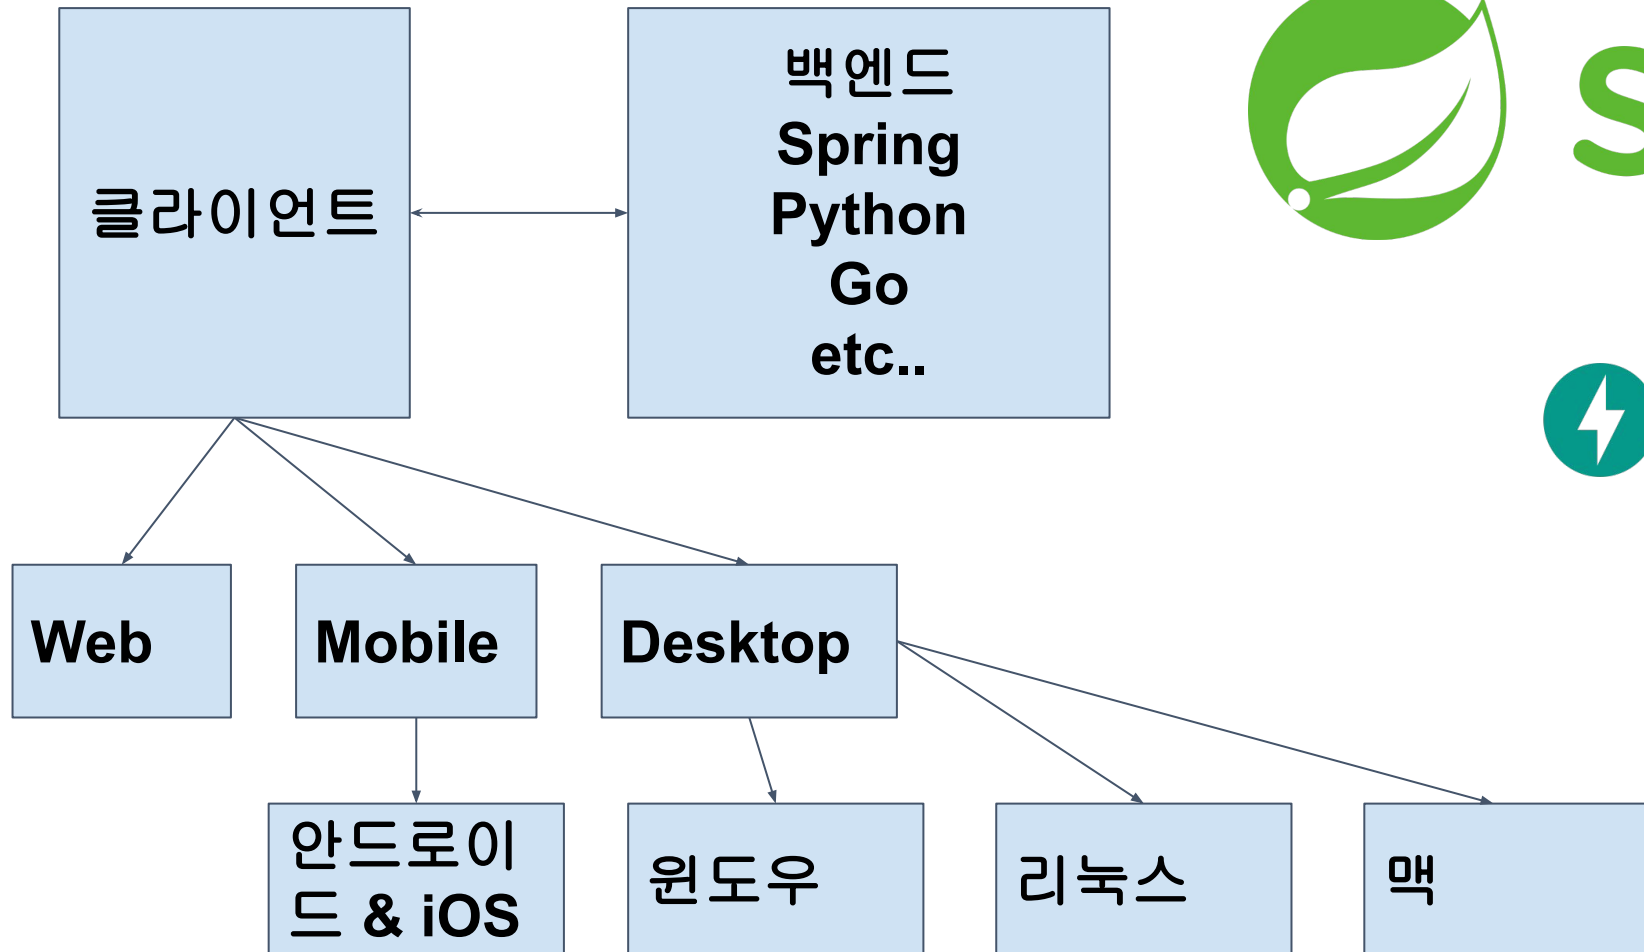 클라이언트
백엔드
Spring
Python
Go
etc..
S
Web
Mobile
Desktop
안드로이
드 & iOS
윈도우
리눅스
맥